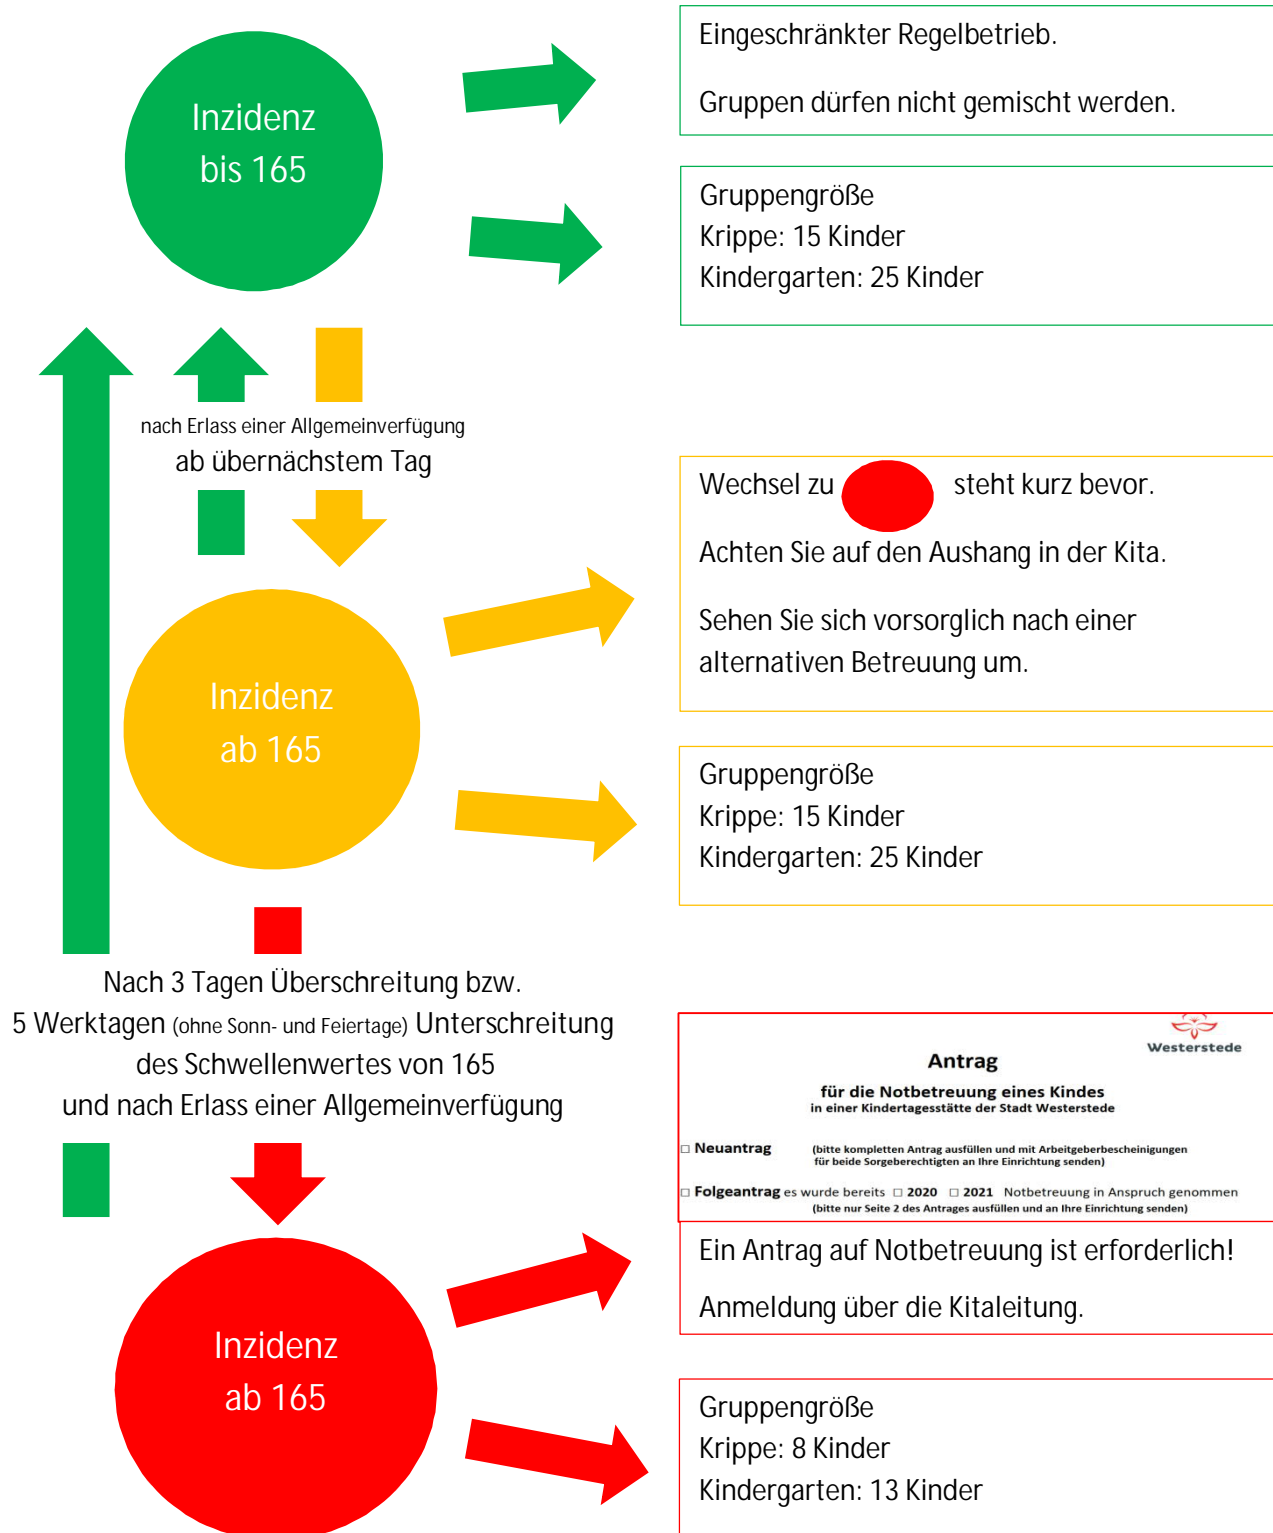 Inzidenz
bis 165
Eingeschränkter Regelbetrieb.
Gruppen dürfen nicht gemischt werden.
Gruppengröße
Krippe: 15 Kinder
Kindergarten: 25 Kinder
nach Erlass einer Allgemeinverfügung
ab übernächstem Tag
Inzidenz
ab 165
Wechsel zu steht kurz bevor.
Achten Sie auf den Aushang in der Kita.
Sehen Sie sich vorsorglich nach einer
alternativen Betreuung um.
Gruppengröße
Krippe: 15 Kinder
Kindergarten: 25 Kinder
Nach 3 Tagen Überschreitung bzw.
5 Werktagen (ohne Sonn- und Feiertage) Unterschreitung
des Schwellenwertes von 165
und nach Erlass einer Allgemeinverfügung
Westerstede
Antrag
für die Notbetreuung eines Kindes
in einer Kindertagesstätte der Stadt Westerstede
□ Neuantrag (bitte kompletten Antrag ausfüllen und mit Arbeitgeberbescheinigungen
für beide Sorgeberechtigten an Ihre Einrichtung senden)
□ Folgeantrag es wurde bereits □ 2020 □ 2021 Notbetreuung in Anspruch genommen
(bitte nur Seite 2 des Antrages ausfüllen und an Ihre Einrichtung senden)
Inzidenz
ab 165
Ein Antrag auf Notbetreuung ist erforderlich!
Anmeldung über die Kitaleitung.
Gruppengröße
Krippe: 8 Kinder
Kindergarten: 13 Kinder